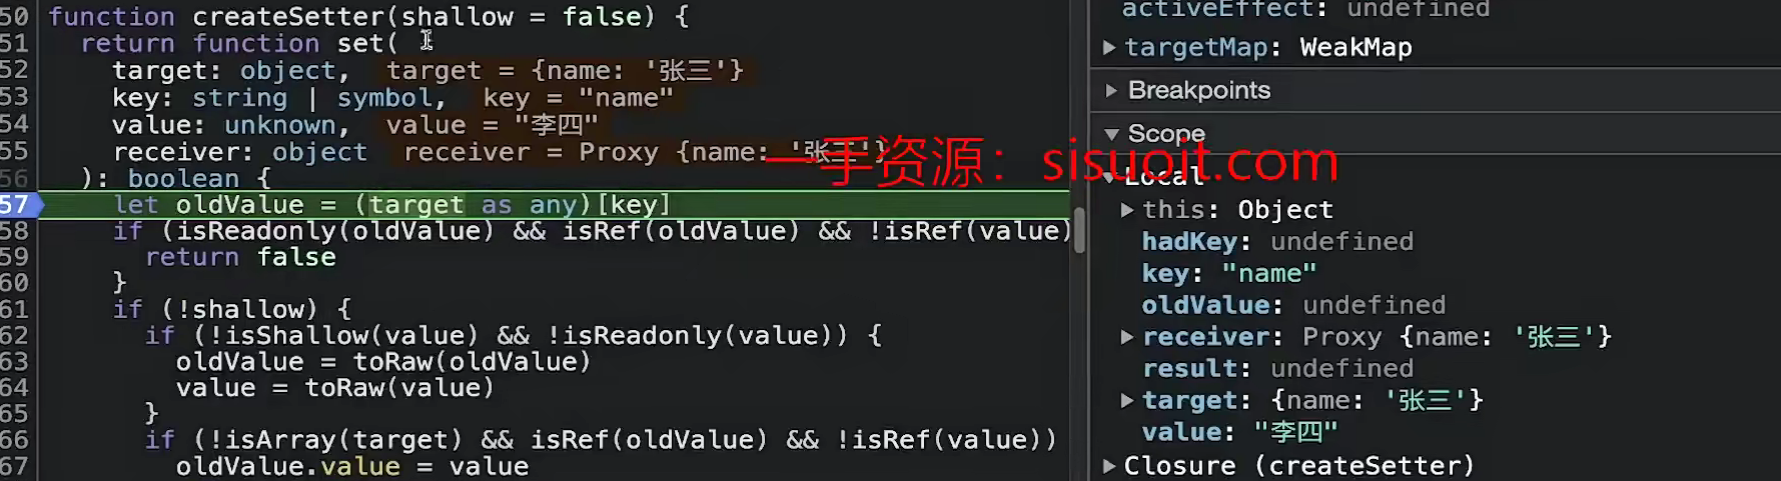 50 function createSetter(shallow = false) {
51 return function set(
52 target: object, target = {name: '张三'}
53 key: string | symbol, key = "name"
54 value: unknown, value = "李四"
55 receiver: object receiver = Proxy {name: '张三'}
56 ): boolean {
57 let oldValue = (target as any)[key]
58 if (isReadonly(oldValue) && isRef(oldValue) && !isRef(value)
59 return false
60 }
61 if (!shallow) {
62 if (!isShallow(value) && !isReadonly(value)) {
63 oldValue = toRaw(oldValue)
64 value = toRaw(value)
65 }
66 if (!isArray(target) && isRef(oldValue) && !isRef(value))
67 oldValue.value = value
activeEffect: undefined
targetMap: WeakMap
Breakpoints
Scope
一手资源：sisuoit.com
Local
this: Object
hadKey: undefined
key: "name"
oldValue: undefined
receiver: Proxy {name: '张三'}
result: undefined
target: {name: '张三'}
value: "李四"
Closure (createSetter)